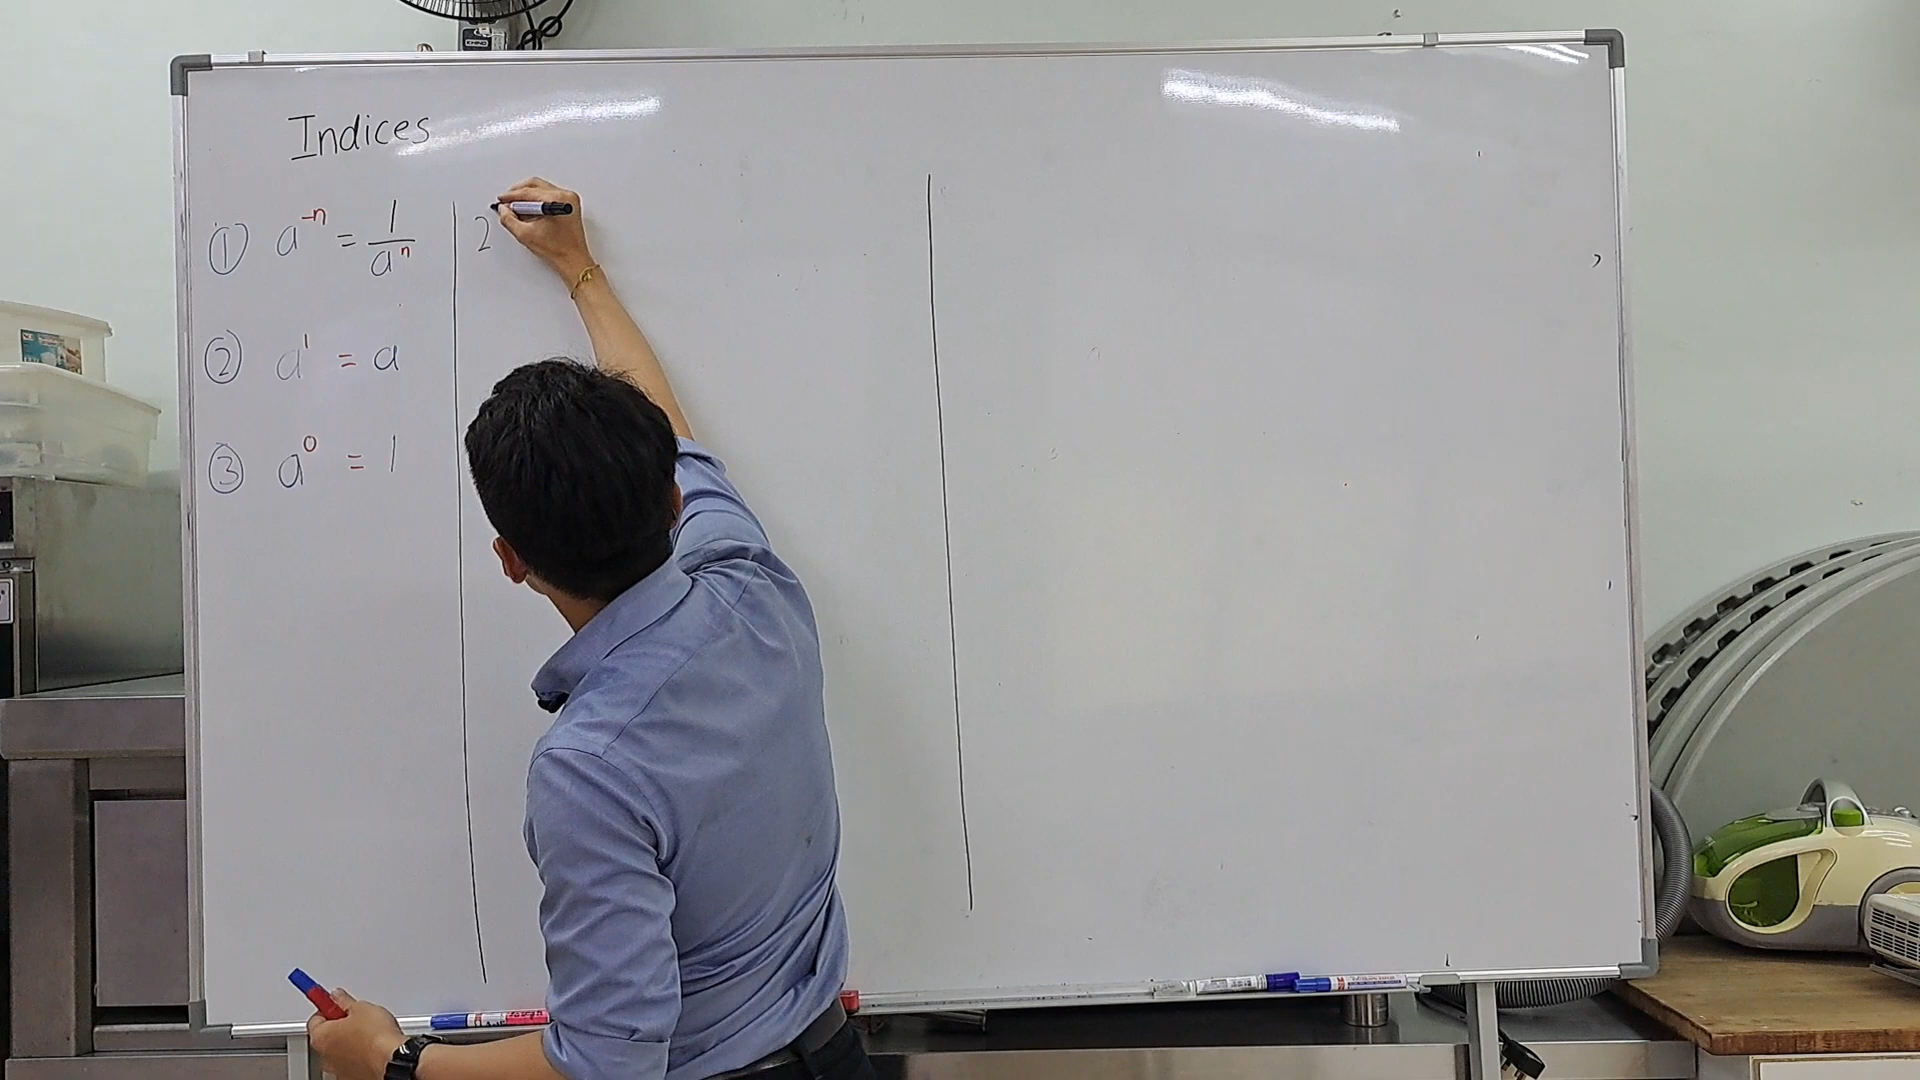 Indices
① a⁻ⁿ = 1/aⁿ
② a¹ = a
③ a⁰ = 1
2